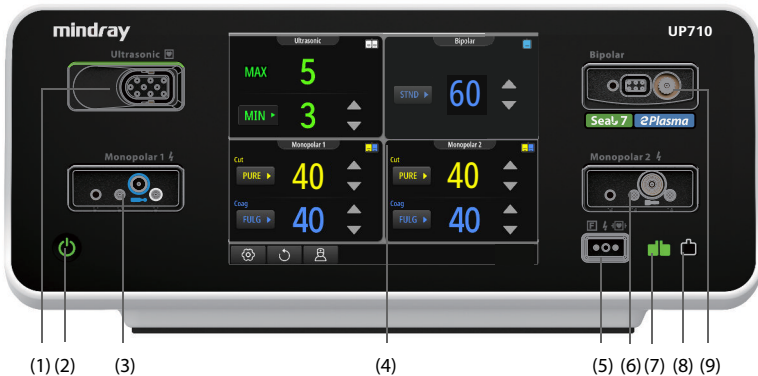 mindray
UP710
Ultrasonic
Ultrasonic
MAX 5
MIN 3
Bipolar
STND 60
Bipolar
Seal 7 ePlasma
Monopolar 1
Monopolar 1
Cut
PURE 40
Coag
FULG 40
Monopolar 2
Cut
PURE 40
Coag
FULG 40
Monopolar 2
F
(1) (2) (3) (4) (5) (6) (7) (8) (9)